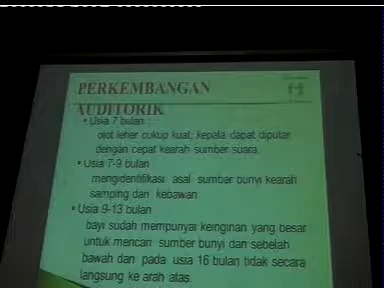 PERKEMBANGAN
AUDITORIK
• Usia 7 bulan :
otot leher cukup kuat, kepala dapat diputar
dengan cepat kearah sumber suara.
• Usia 7-9 bulan
mengidentifikasi asal sumber bunyi kearah
samping dan kebawah
• Usia 9-13 bulan
bayi sudah mempunyai keinginan yang besar
untuk mencari sumber bunyi dari sebelah
bawah dan pada usia 16 bulan tidak secara
langsung ke arah atas.